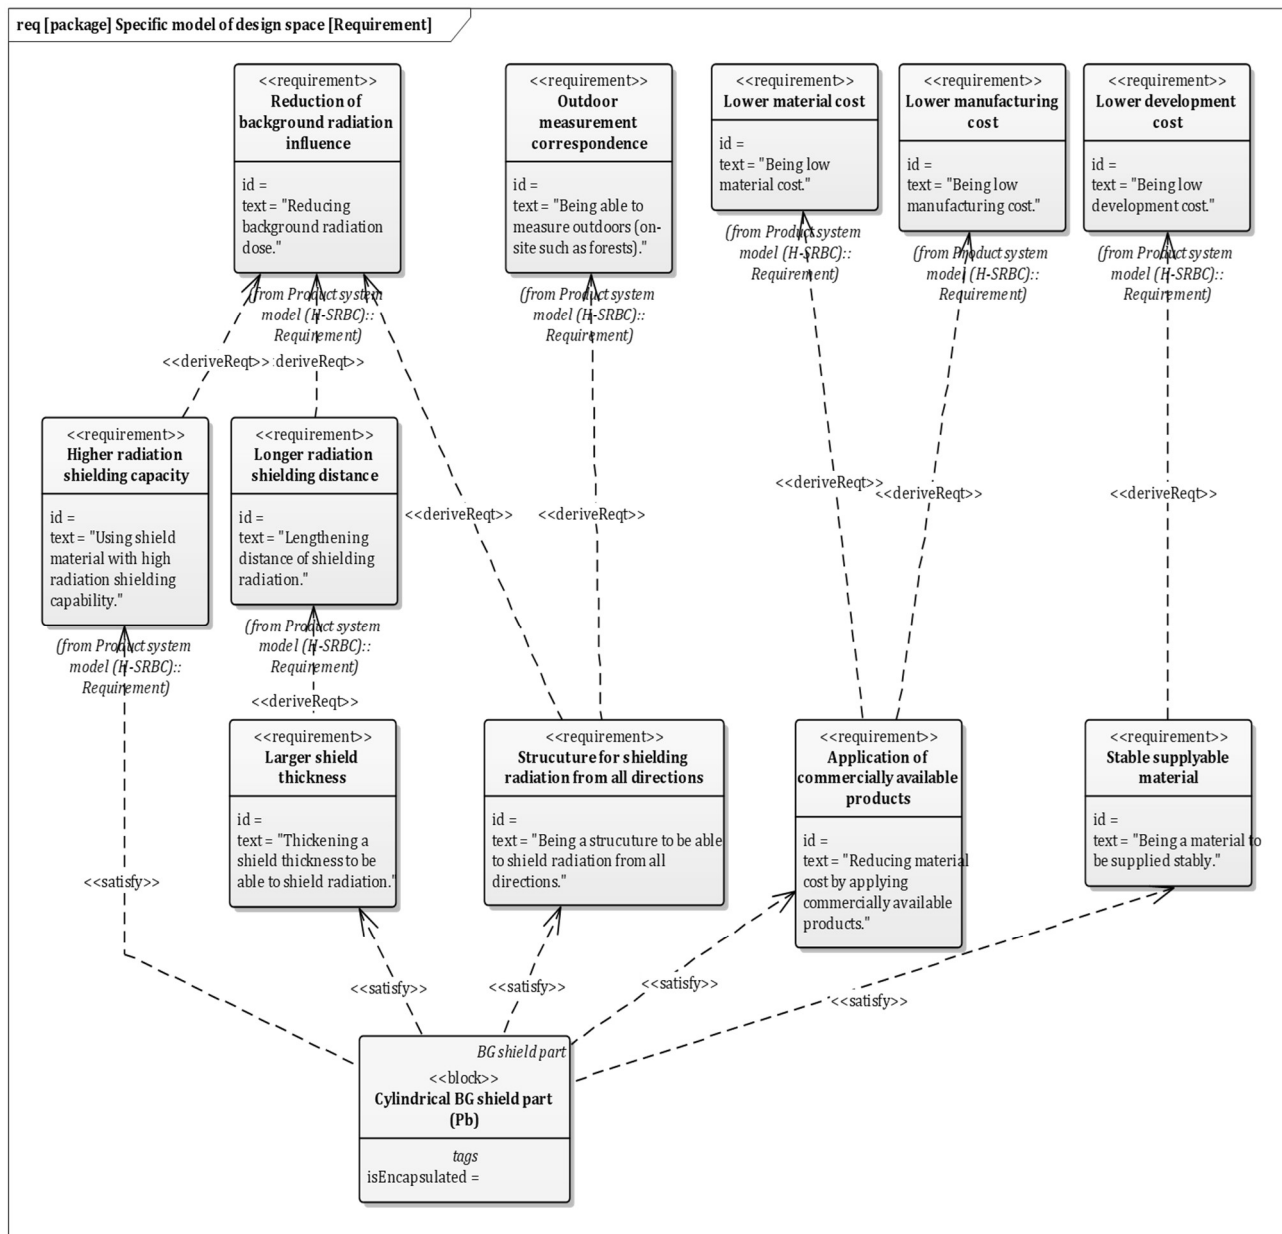 req [package] Specific model of design space [Requirement]
<<requirement>>
Reduction of
background radiation
influence
id =
text = "Reducing
background radiation
dose."
(from Product system
model (H-SRBC)::
Requirement)
<<requirement>>
Outdoor
measurement
correspondence
id =
text = "Being able to
measure outdoors (on-
site such as forests)."
(from Product system
model (H-SRBC)::
Requirement)
<<requirement>>
Lower material cost
id =
text = "Being low
material cost."
(from Product system
model (H-SRBC)::
Requirement)
<<requirement>>
Lower manufacturing
cost
id =
text = "Being low
manufacturing cost."
(from Product system
model (H-SRBC)::
Requirement)
<<requirement>>
Lower development
cost
id =
text = "Being low
development cost."
(from Product system
model (H-SRBC)::
Requirement)
<<deriveReqt>>
deriveReqt>>
<<requirement>>
Higher radiation
shielding capacity
id =
text = "Using shield
material with high
radiation shielding
capability."
(from Product system
model (H-SRBC)::
Requirement)
<<requirement>>
Longer radiation
shielding distance
id =
text = "Lengthening
distance of shielding
radiation."
(from Product system
model (H-SRBC)::
Requirement)
<<deriveReqt>>
<<deriveReqt>>
<<deriveReqt>>
<<deriveReqt>>
<<deriveReqt>>
<<deriveReqt>>
<<requirement>>
Larger shield
thickness
id =
text = "Thickening a
shield thickness to be
able to shield radiation."
<<requirement>>
Strucuture for shielding
radiation from all directions
id =
text = "Being a strucuture to be able
to shield radiation from all
directions."
<<requirement>>
Application of
commercially available
products
id =
text = "Reducing material
cost by applying
commercially available
products."
<<requirement>>
Stable supplyable
material
id =
text = "Being a material to
be supplied stably."
<<satisfy>>
<<satisfy>>
<<satisfy>>
<<satisfy>>
<<satisfy>>
BG shield part
<<block>>
Cylindrical BG shield part
(Pb)
tags
isEncapsulated =